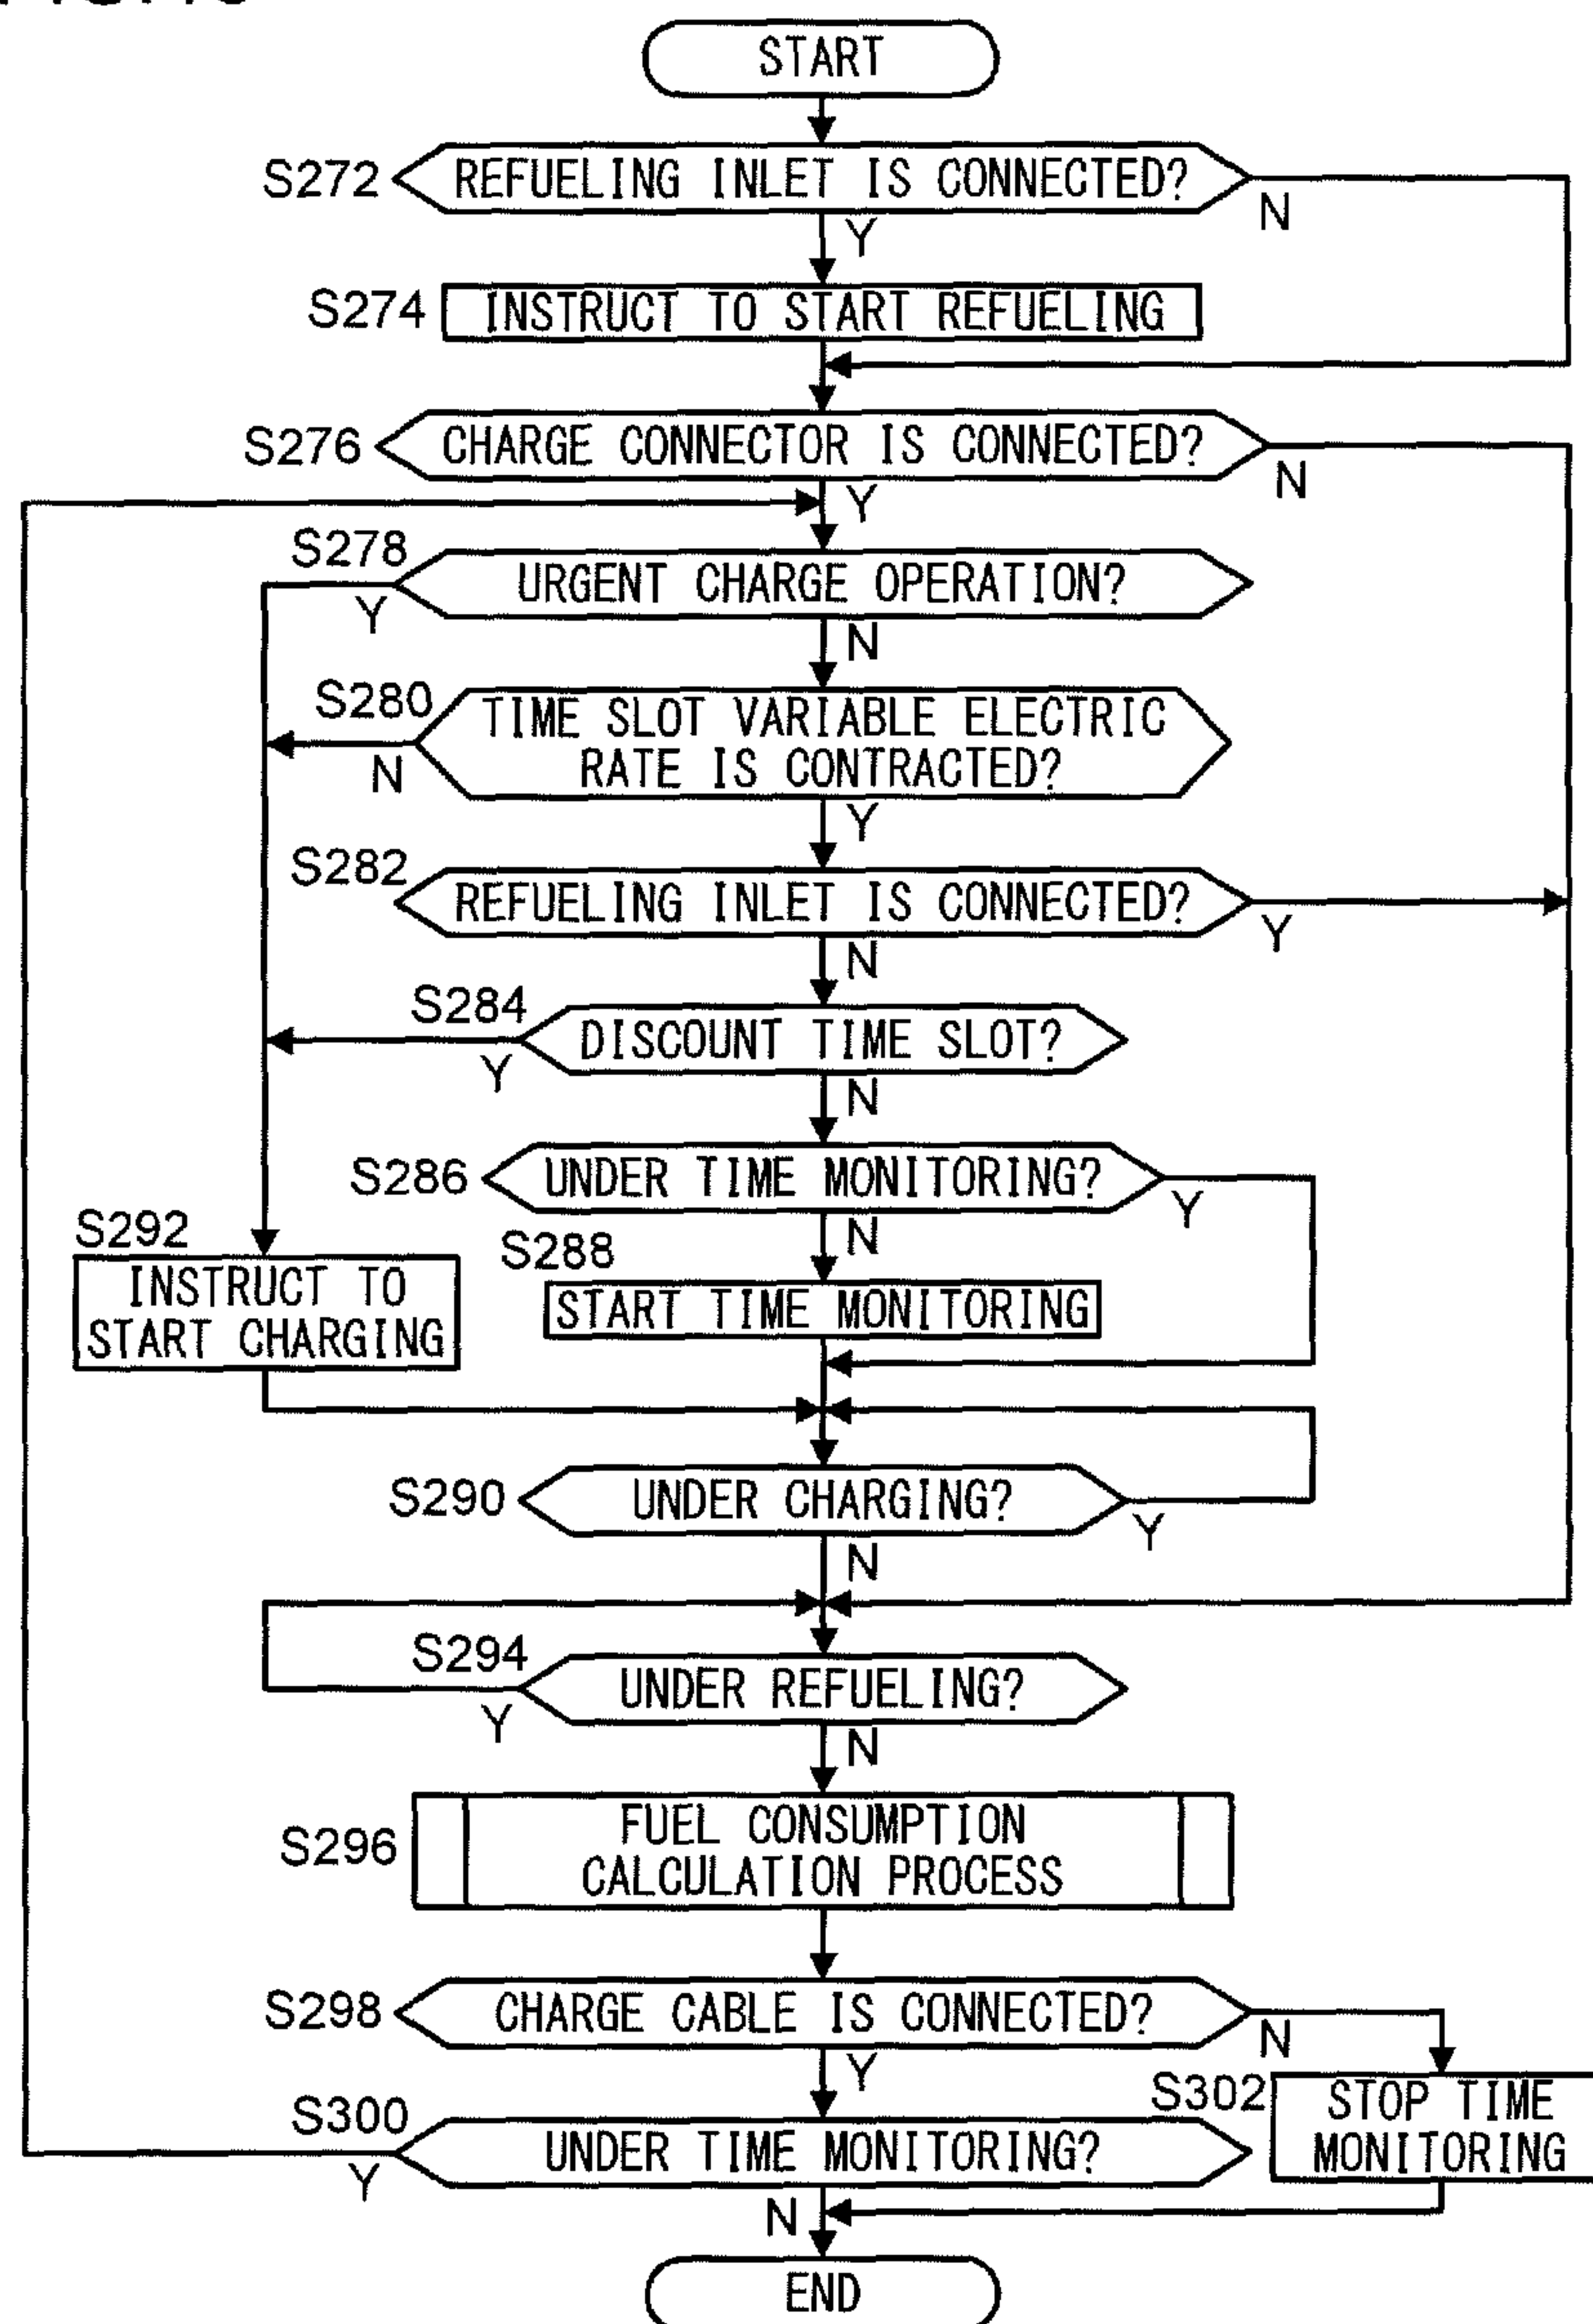 START
S272
REFUELING INLET IS CONNECTED?
N
Y
S274
INSTRUCT TO START REFUELING
S276
CHARGE CONNECTOR IS CONNECTED?
N
Y
S278
URGENT CHARGE OPERATION?
Y
N
S280
TIME SLOT VARIABLE ELECTRIC
RATE IS CONTRACTED?
N
Y
S282
REFUELING INLET IS CONNECTED?
Y
N
S284
DISCOUNT TIME SLOT?
Y
N
S286
UNDER TIME MONITORING?
Y
N
S292
INSTRUCT TO
START CHARGING
S288
START TIME MONITORING
S290
UNDER CHARGING?
Y
N
S294
UNDER REFUELING?
Y
N
S296
FUEL CONSUMPTION
CALCULATION PROCESS
S298
CHARGE CABLE IS CONNECTED?
N
Y
S302
STOP TIME
MONITORING
S300
UNDER TIME MONITORING?
Y
N
END